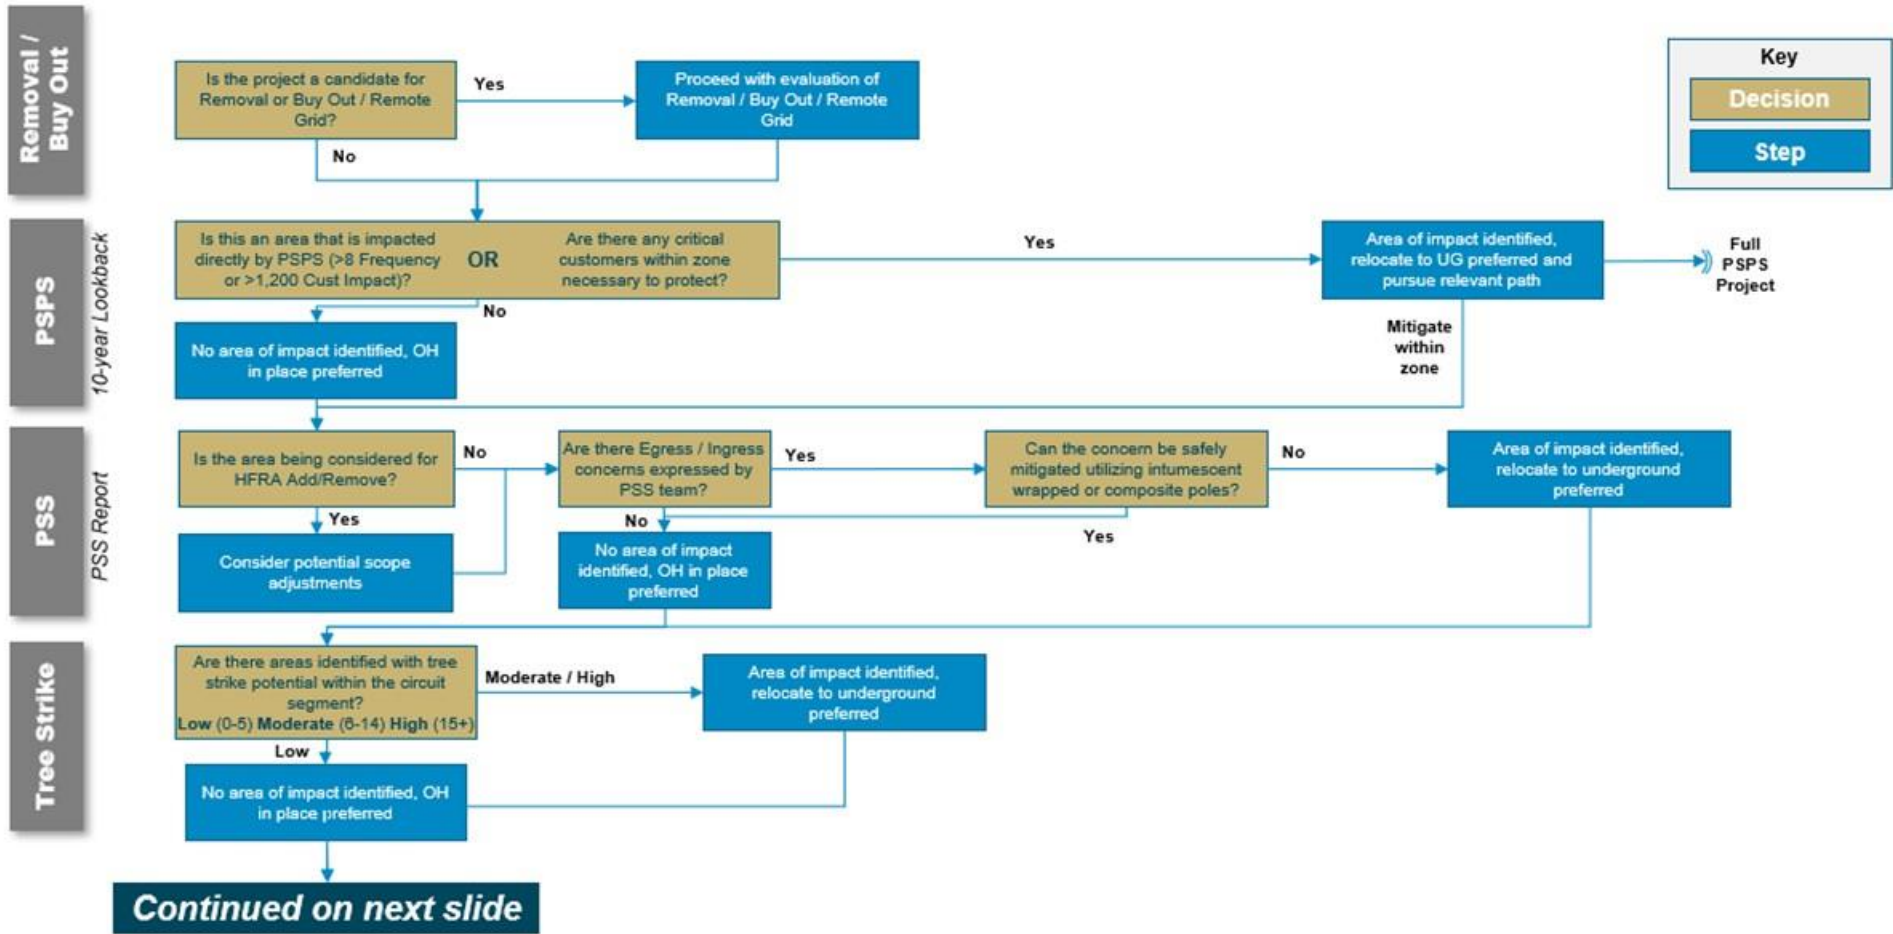 Removal /
Buy Out
Is the project a candidate for
Removal or Buy Out / Remote
Grid?
Yes
Proceed with evaluation of
Removal / Buy Out / Remote
Grid
No
Key
Decision
Step
PSPS
10-year Lookback
Is this an area that is impacted
directly by PSPS (>8 Frequency
or >1,200 Cust Impact)?
OR
Are there any critical
customers within zone
necessary to protect?
Yes
Area of impact identified,
relocate to UG preferred and
pursue relevant path
Full
PSPS
Project
No
No area of impact identified, OH
in place preferred
Mitigate
within
zone
PSS
PSS Report
Is the area being considered for
HFRA Add/Remove?
No
Are there Egress / Ingress
concerns expressed by
PSS team?
Yes
Can the concern be safely
mitigated utilizing intumescent
wrapped or composite poles?
No
Area of impact identified,
relocate to underground
preferred
Yes
Consider potential scope
adjustments
No
No area of impact
identified, OH in place
preferred
Yes
Tree Strike
Are there areas identified with tree
strike potential within the circuit
segment?
Low (0-5) Moderate (6-14) High (15+)
Moderate / High
Area of impact identified,
relocate to underground
preferred
Low
No area of impact identified, OH
in place preferred
Continued on next slide